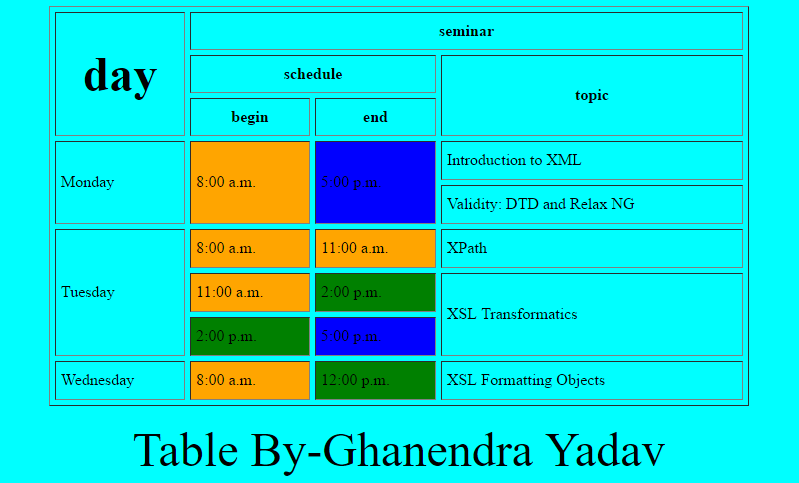 day
seminar
schedule
topic
begin
end
Monday
8:00 a.m.
5:00 p.m.
Introduction to XML
Validity: DTD and Relax NG
Tuesday
8:00 a.m.
11:00 a.m.
XPath
11:00 a.m.
2:00 p.m.
XSL Transformatics
2:00 p.m.
5:00 p.m.
Wednesday
8:00 a.m.
12:00 p.m.
XSL Formatting Objects
Table By-Ghanendra Yadav